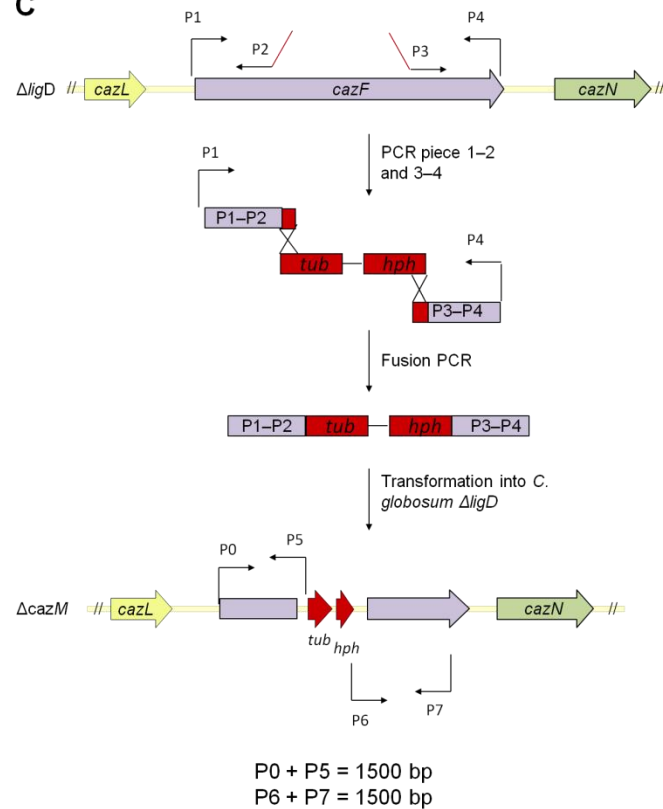 C
P1
P2
P3
P4
ΔligD // cazL cazF cazN //
PCR piece 1–2
and 3–4
P1
P1–P2
tub hph
P4
P3–P4
Fusion PCR
P1–P2 tub hph P3–P4
Transformation into C.
globosum ΔligD
P0
P5
ΔcazM // cazL cazN //
tub hph
P6
P7
P0 + P5 = 1500 bp
P6 + P7 = 1500 bp